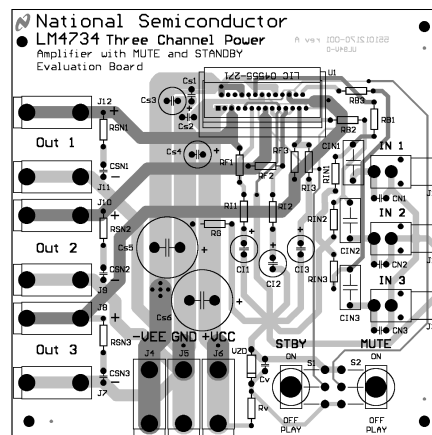 National Semiconductor
LM4734 Three Channel Power
Amplifier with MUTE and STANDBY
Evaluation Board
J12
Cs1
U1
Cs3
LIC 04555-271
RB3
Out 1
RSN1
Cs2
RB2
RB1
Cs4
RF1
RF3
CIN1
IN 1
CSN1
RF2
RI3
RIN1
J11
J10
CN1
RI1
RI2
RIN2
IN 2
Out 2
RSN2
Cs5
RG
CIN2
CI1
CI2
CI3
CSN2
CN2
J9
RIN3
IN 3
J8
Cs6
CIN3
CN3
Out 3
RSN3
-VEE GND +VCC
STBY
MUTE
J4
J5
J6
VZD
ON
ON
CSN3
Cv
S1
S2
J7
Rv
OFF
PLAY
OFF
PLAY